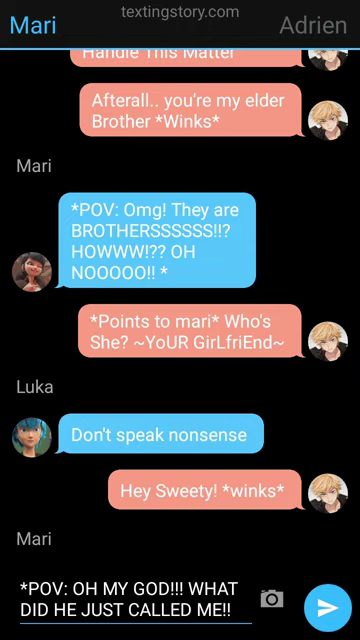 textingstory.com
Mari
Adrien
Handle This Matter
Afterall.. you're my elder
Brother *Winks*
Mari
*POV: Omg! They are
BROTHERSSSSSS!!?
HOWWW!?? OH
NOOOOO!! *
*Points to mari* Who's
She? ~YoUR GirLfriEnd~
Luka
Don't speak nonsense
Hey Sweety! *winks*
Mari
*POV: OH MY GOD!!! WHAT
DID HE JUST CALLED ME!!